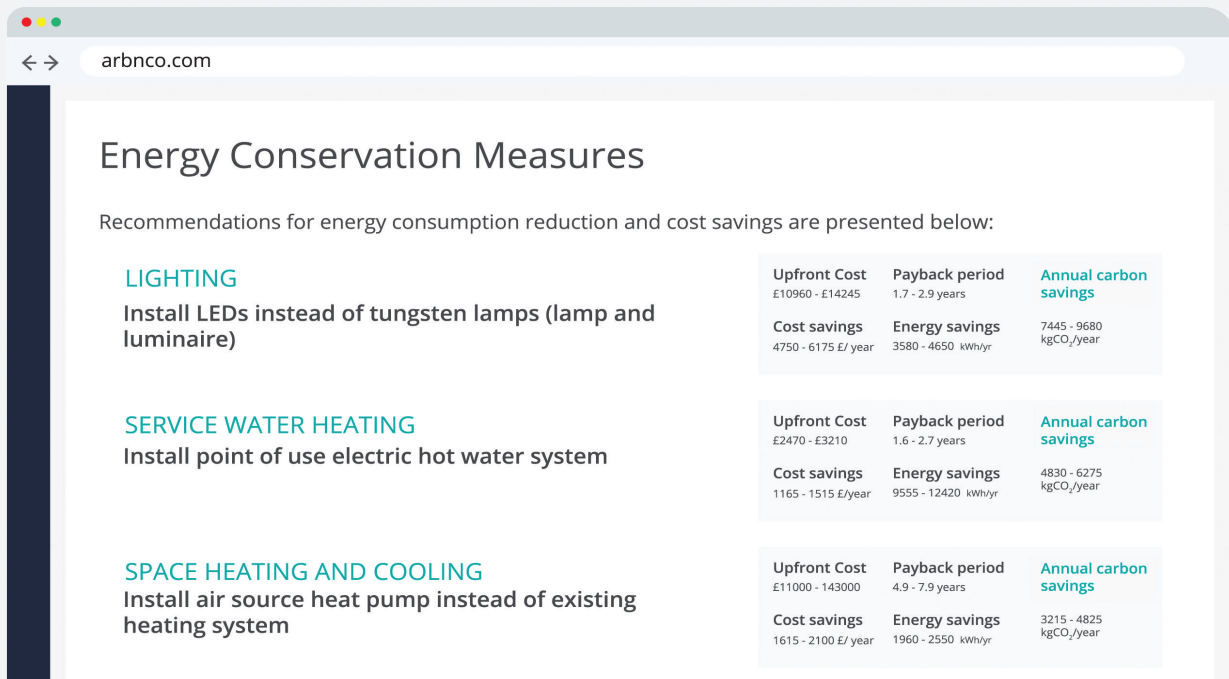 arbnco.com
Energy Conservation Measures
Recommendations for energy consumption reduction and cost savings are presented below:
LIGHTING
Install LEDs instead of tungsten lamps (lamp and
luminaire)
Upfront Cost
£10960 - £14245
Payback period
1.7 - 2.9 years
Annual carbon
savings
Cost savings
4750 - 6175 £/ year
Energy savings
3580 - 4650 kWh/yr
7445 - 9680
kgCO₂/year
SERVICE WATER HEATING
Install point of use electric hot water system
Upfront Cost
£2470 - £3210
Payback period
1.6 - 2.7 years
Annual carbon
savings
Cost savings
1165 - 1515 £/year
Energy savings
9555 - 12420 kWh/yr
4830 - 6275
kgCO₂/year
SPACE HEATING AND COOLING
Install air source heat pump instead of existing
heating system
Upfront Cost
£11000 - 143000
Payback period
4.9 - 7.9 years
Annual carbon
savings
Cost savings
1615 - 2100 £/ year
Energy savings
1960 - 2550 kWh/yr
3215 - 4825
kgCO₂/year